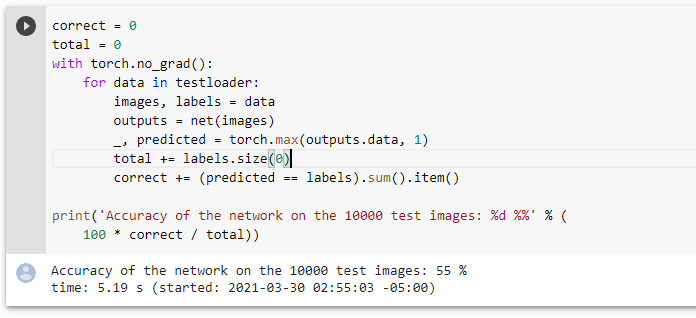 correct = 0
total = 0
with torch.no_grad():
    for data in testloader:
        images, labels = data
        outputs = net(images)
        _, predicted = torch.max(outputs.data, 1)
        total += labels.size(0)
        correct += (predicted == labels).sum().item()

print('Accuracy of the network on the 10000 test images: %d %%' % (
    100 * correct / total))
Accuracy of the network on the 10000 test images: 55 %
time: 5.19 s (started: 2021-03-30 02:55:03 -05:00)